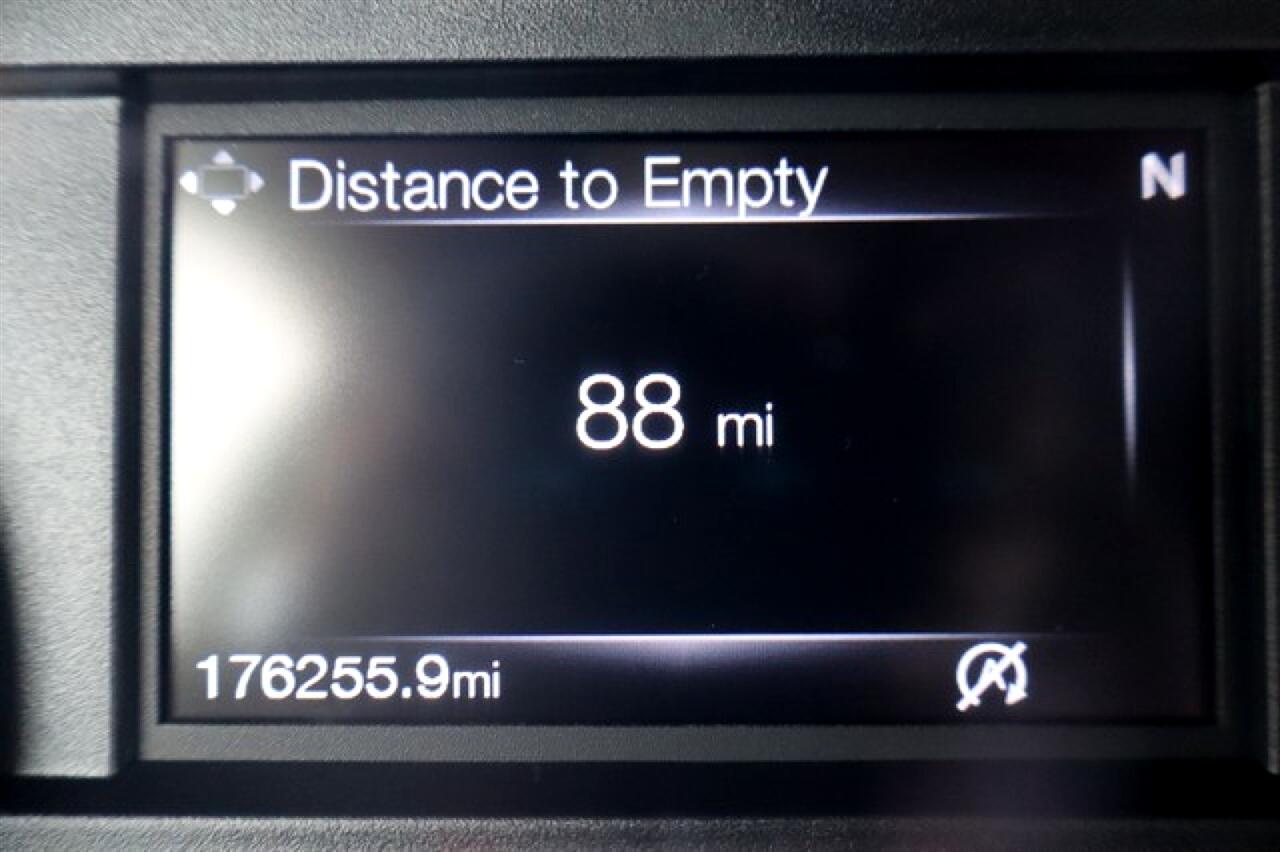 Distance to Empty N
88 mi
176255.9mi A